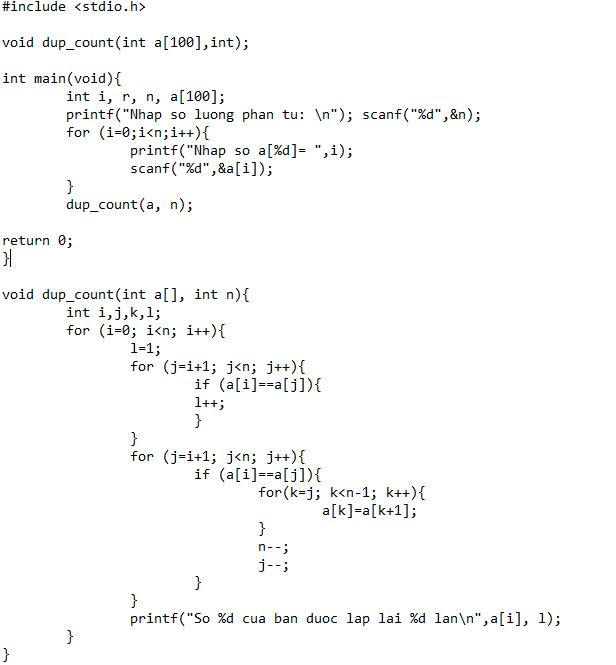 #include <stdio.h>
void dup_count(int a[100],int);
int main(void){
int i, r, n, a[100];
printf("Nhap so luong phan tu: \n"); scanf("%d",&n);
for (i=0;i<n;i++){
printf("Nhap so a[%d]= ",i);
scanf("%d",&a[i]);
}
dup_count(a, n);
return 0;
}
void dup_count(int a[], int n){
int i,j,k,l;
for (i=0; i<n; i++){
l=1;
for (j=i+1; j<n; j++){
if (a[i]==a[j]){
l++;
}
}
for (j=i+1; j<n; j++){
if (a[i]==a[j]){
for(k=j; k<n-1; k++){
a[k]=a[k+1];
}
n--;
j--;
}
}
printf("So %d cua ban duoc lap lai %d lan\n",a[i], l);
}
}